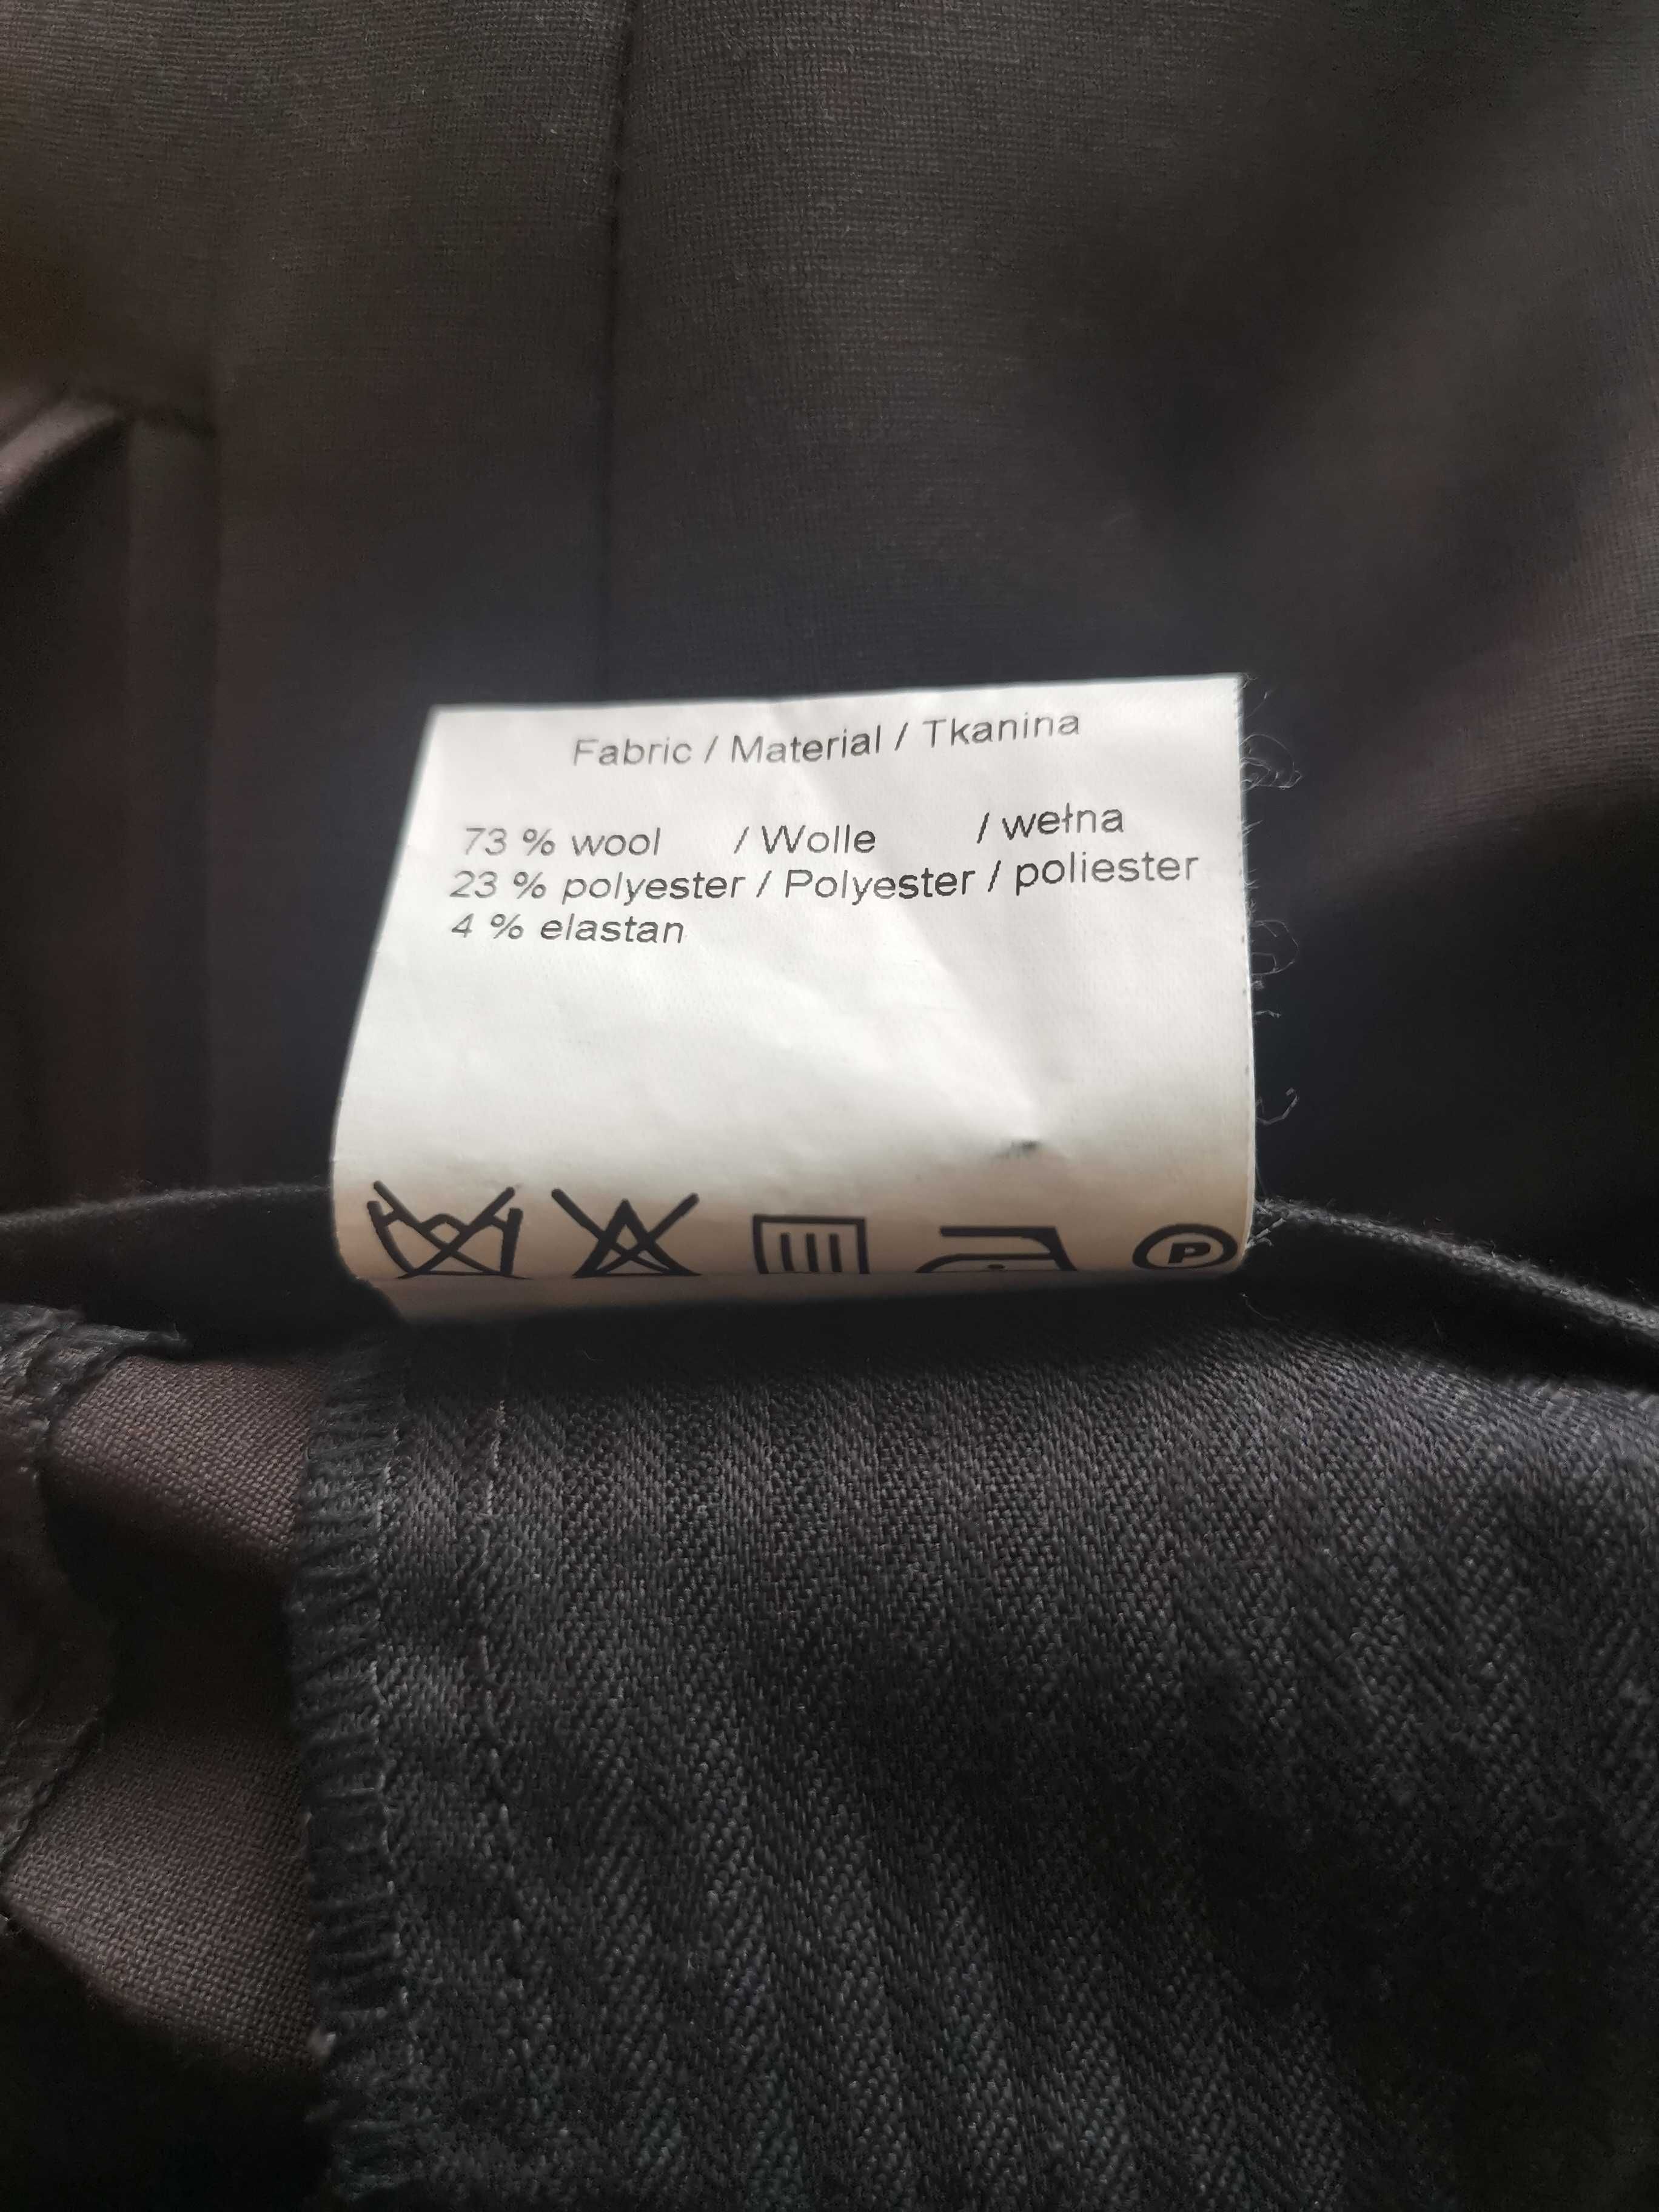 Fabric / Material / Tkanina
73 % wool / Wolle / wełna
23 % polyester / Polyester / poliester
4 % elastan
P